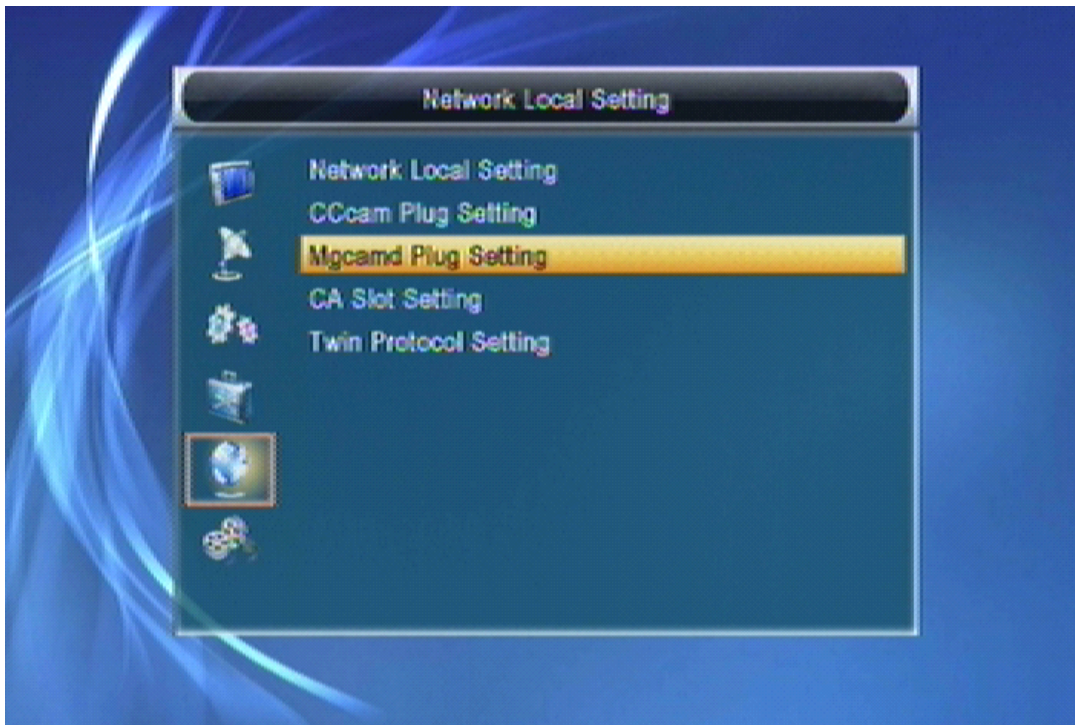 Network Local Setting
Network Local Setting
CCcam Plug Setting
Mgcamd Plug Setting
CA Slot Setting
Twin Protocol Setting